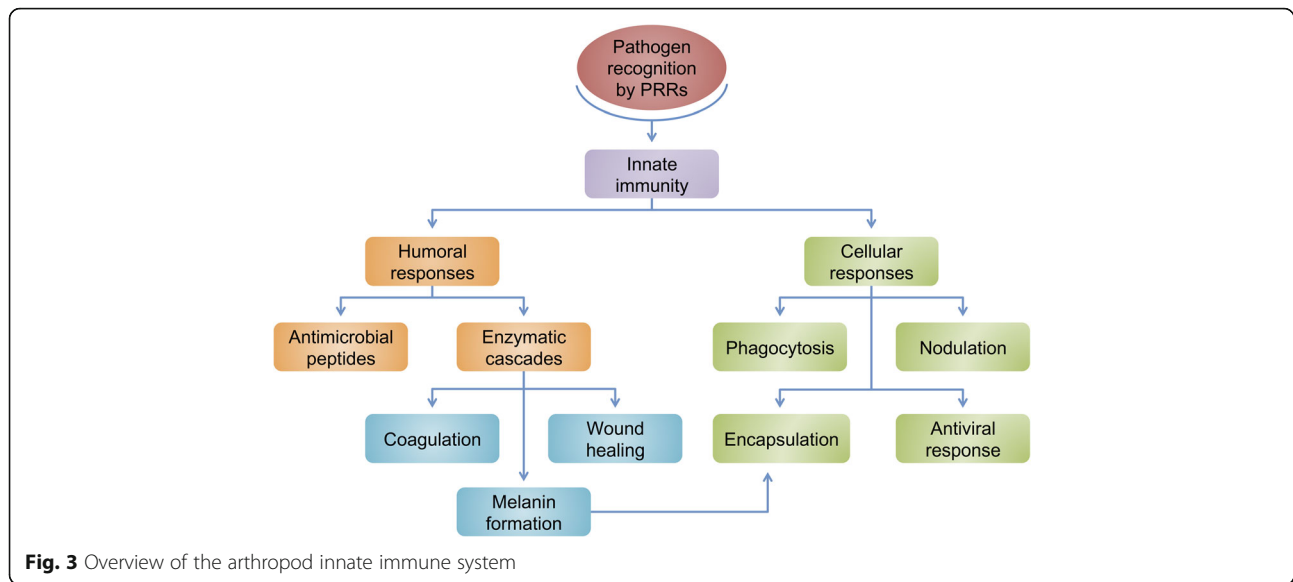 Pathogen
recognition
by PRRs
Innate
immunity
Humoral
responses
Cellular
responses
Antimicrobial
peptides
Enzymatic
cascades
Phagocytosis
Nodulation
Coagulation
Wound
healing
Encapsulation
Antiviral
response
Melanin
formation
Fig. 3 Overview of the arthropod innate immune system